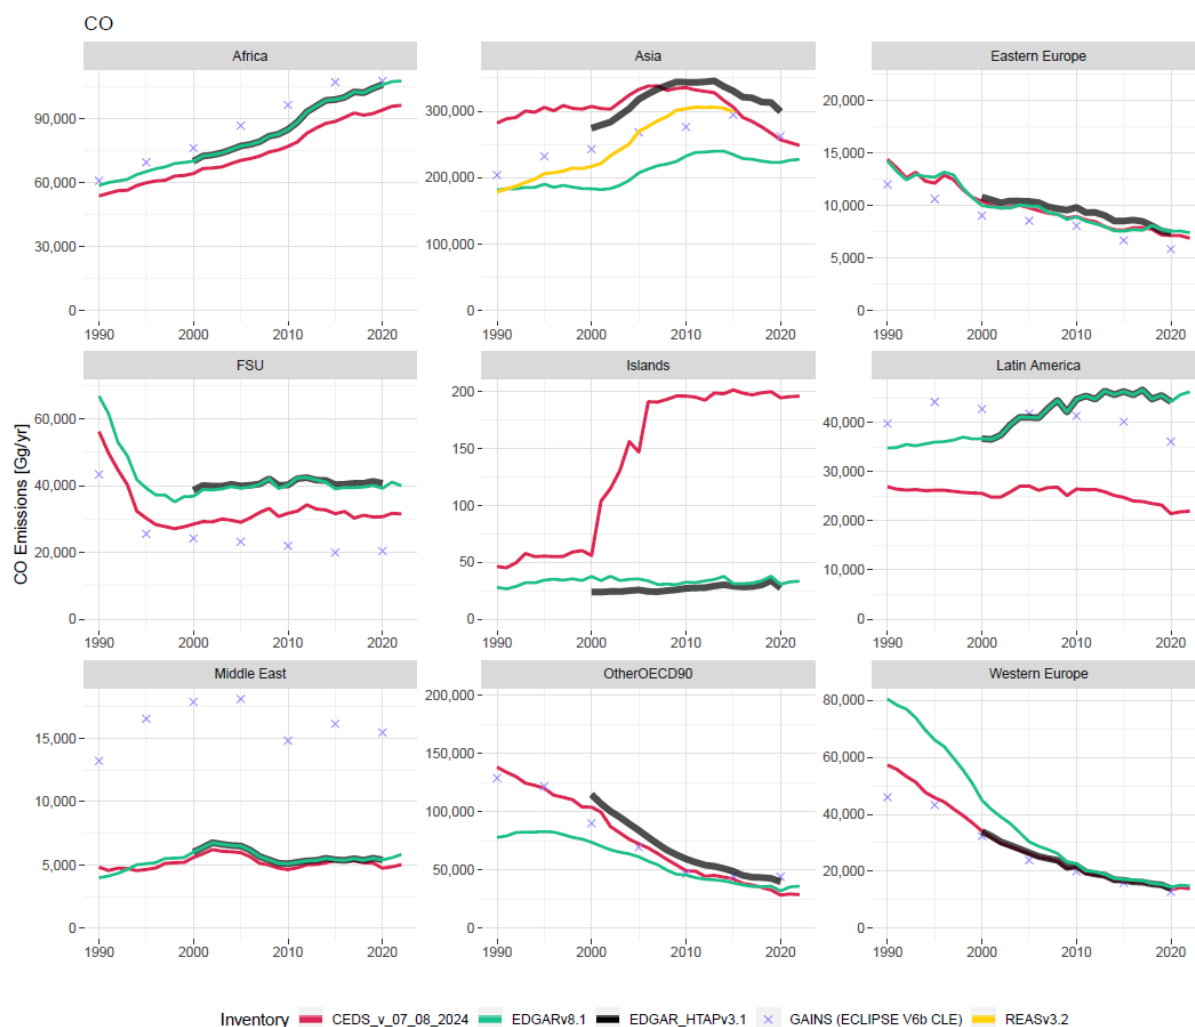 CO
Africa
Asia
Eastern Europe
90,000
60,000
30,000
0
300,000
200,000
100,000
0
20,000
15,000
10,000
5,000
0
1990 2000 2010 2020
1990 2000 2010 2020
1990 2000 2010 2020
FSU
Islands
Latin America
60,000
40,000
20,000
0
200
150
100
50
0
40,000
30,000
20,000
10,000
0
1990 2000 2010 2020
1990 2000 2010 2020
1990 2000 2010 2020
CO Emissions [Gg/yr]
Middle East
OtherOECD90
Western Europe
15,000
10,000
5,000
0
200,000
150,000
100,000
50,000
0
80,000
60,000
40,000
20,000
0
1990 2000 2010 2020
1990 2000 2010 2020
1990 2000 2010 2020
Inventory CEDS_v_07_08_2024 EDGARv8.1 EDGAR_HTAPv3.1 GAINS (ECLIPSE V6b CLE) REASv3.2